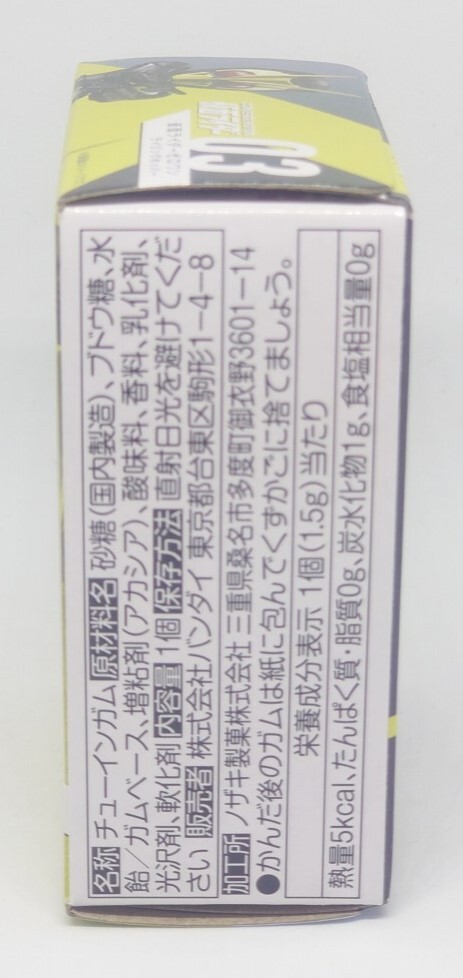 03
名称 チューインガム 原材料名 砂糖(国内製造)、ブドウ糖、水
飴/ガムベース、増粘剤(アカシア)、酸味料、香料、乳化剤、
光沢剤、軟化剤 内容量 1個 保存方法 直射日光を避けてくだ
さい 販売者 株式会社バンダイ 東京都台東区駒形1-4-8
加工所 ノザキ製菓株式会社 三重県桑名市多度町御衣野3601-14
●かんだ後のガムは紙に包んでくずかごに捨てましょう。
栄養成分表示 1個(1.5g)当たり
熱量5kcal、たんぱく質・脂質0g、炭水化物1g、食塩相当量0g